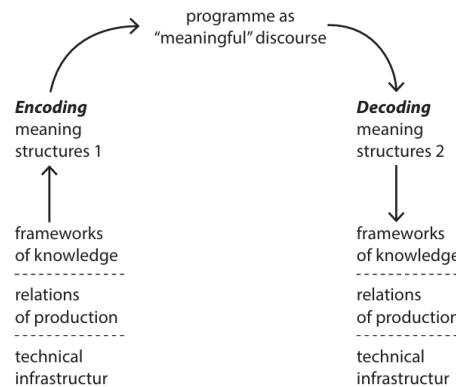 programme as
“meaningful” discourse
Encoding
meaning
structures 1
frameworks
of knowledge
relations
of production
technical
infrastructur
Decoding
meaning
structures 2
frameworks
of knowledge
relations
of production
technical
infrastructur